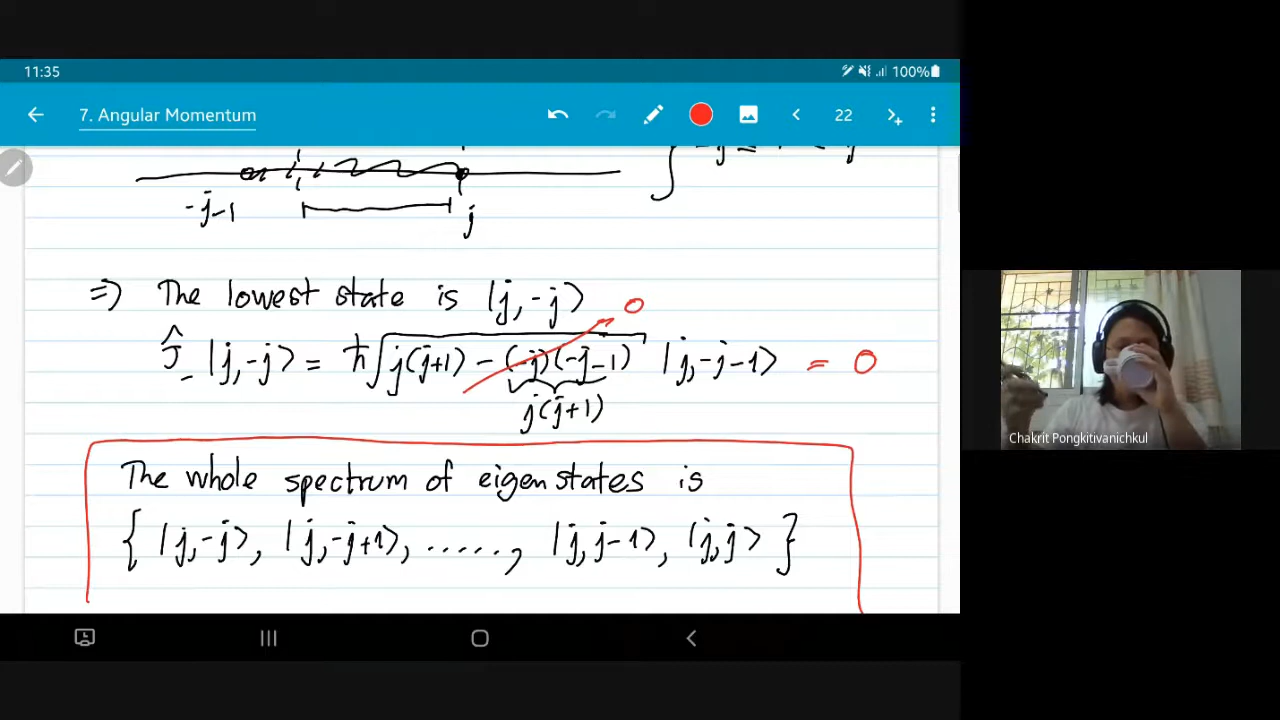 11:35
100%
7. Angular Momentum
22
-j-1
j
⇒) The lowest state is |j, -j>
0
Ĵ_ |j,-j> = ħ√j(j+1) - (-j)(-j-1) |j,-j-1> = 0
j(j+1)
The whole spectrum of eigenstates is
{ |j,-j>, |j,-j+1>, ....., |j,j-1>, |j,j> }
Chakrit Pongkitivanichkul